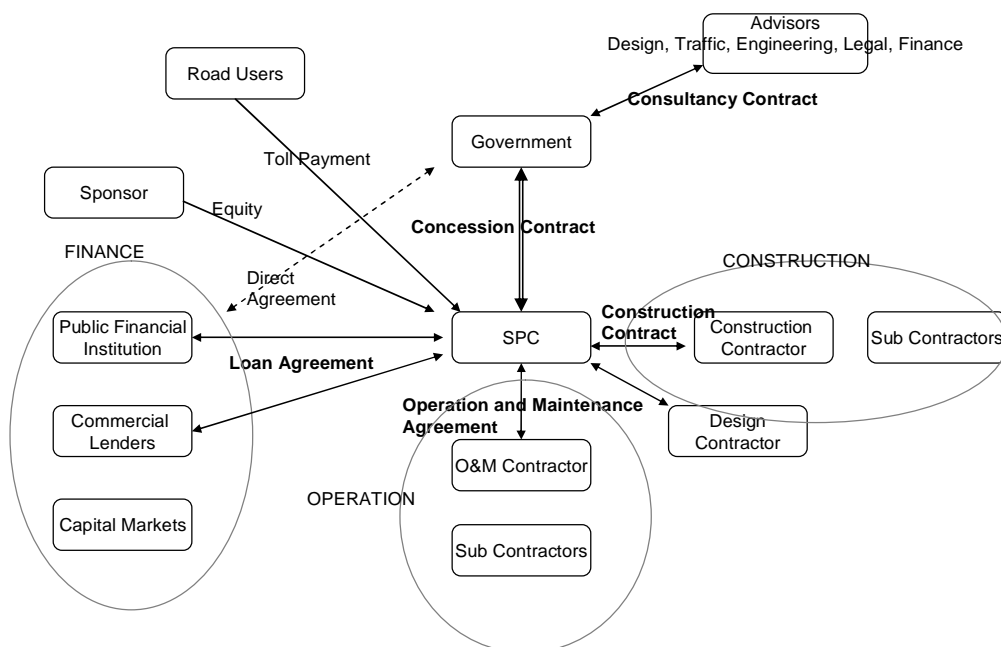 Advisors
Design, Traffic, Engineering, Legal, Finance
Road Users
Consultancy Contract
Government
Toll Payment
Sponsor
Equity
Concession Contract
FINANCE
CONSTRUCTION
Direct
Agreement
Public Financial
Institution
SPC
Construction
Contract
Construction
Contractor
Sub Contractors
Loan Agreement
Commercial
Lenders
Operation and Maintenance
Agreement
Design
Contractor
O&M Contractor
OPERATION
Capital Markets
Sub Contractors